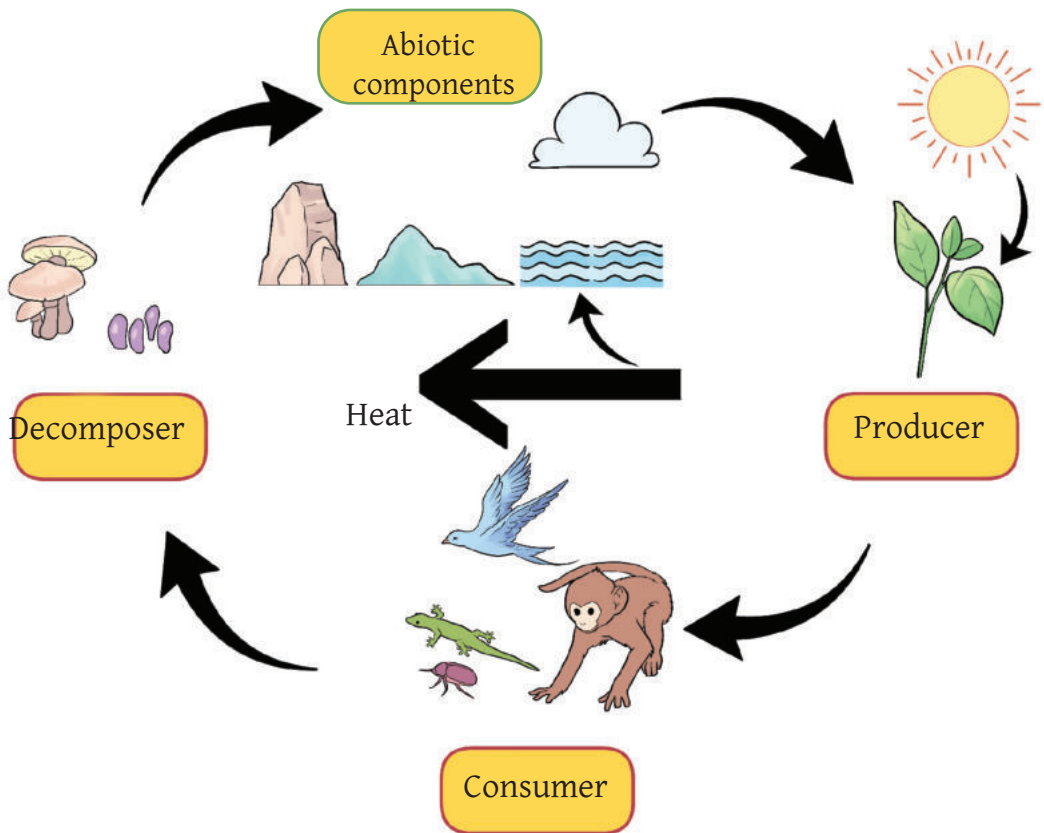 Abiotic
components
Heat
Decomposer
Producer
Consumer